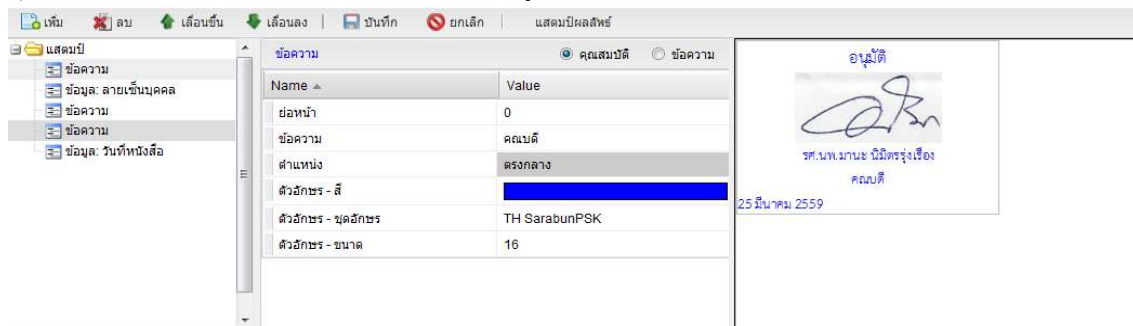 เพิ่ม ลบ เลื่อนขึ้น เลื่อนลง | บันทึก ยกเลิก แสตมป์ผลลัพธ์
แสตมป์
ข้อความ
ข้อมูล: ลายเซ็นบุคคล
ข้อความ
ข้อความ
ข้อมูล: วันที่หนังสือ
ข้อความ คุณสมบัติ ข้อความ
Name Value
ย่อหน้า 0
ข้อความ คณบดี
ตำแหน่ง ตรงกลาง
ตัวอักษร - สี
ตัวอักษร - ชุดอักษร TH SarabunPSK
ตัวอักษร - ขนาด 16
อนุมัติ
รศ.นพ.มานะ นิมิตรรุ่งเรือง
คณบดี
25 มีนาคม 2559